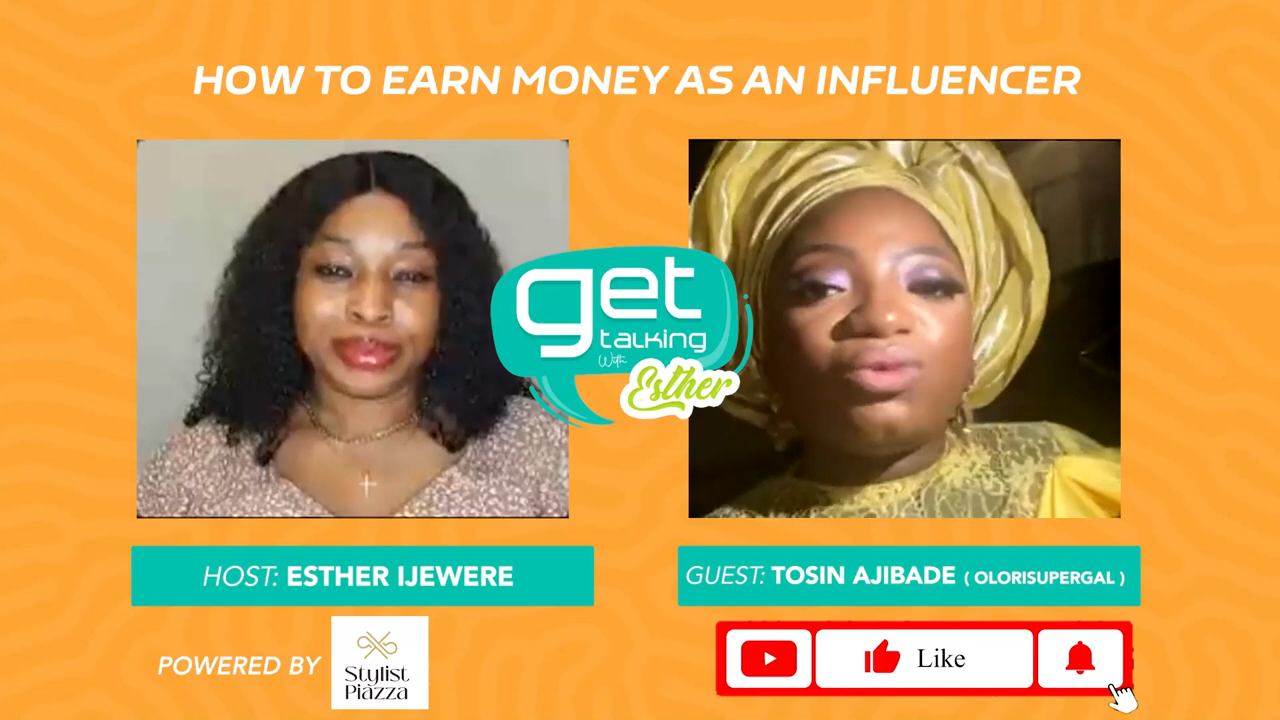 HOW TO EARN MONEY AS AN INFLUENCER
get
talking
With
Esther
HOST: ESTHER IJEWERE
GUEST: TOSIN AJIBADE ( OLORISUPERGAL )
POWERED BY
Stylist
Piazza
Like